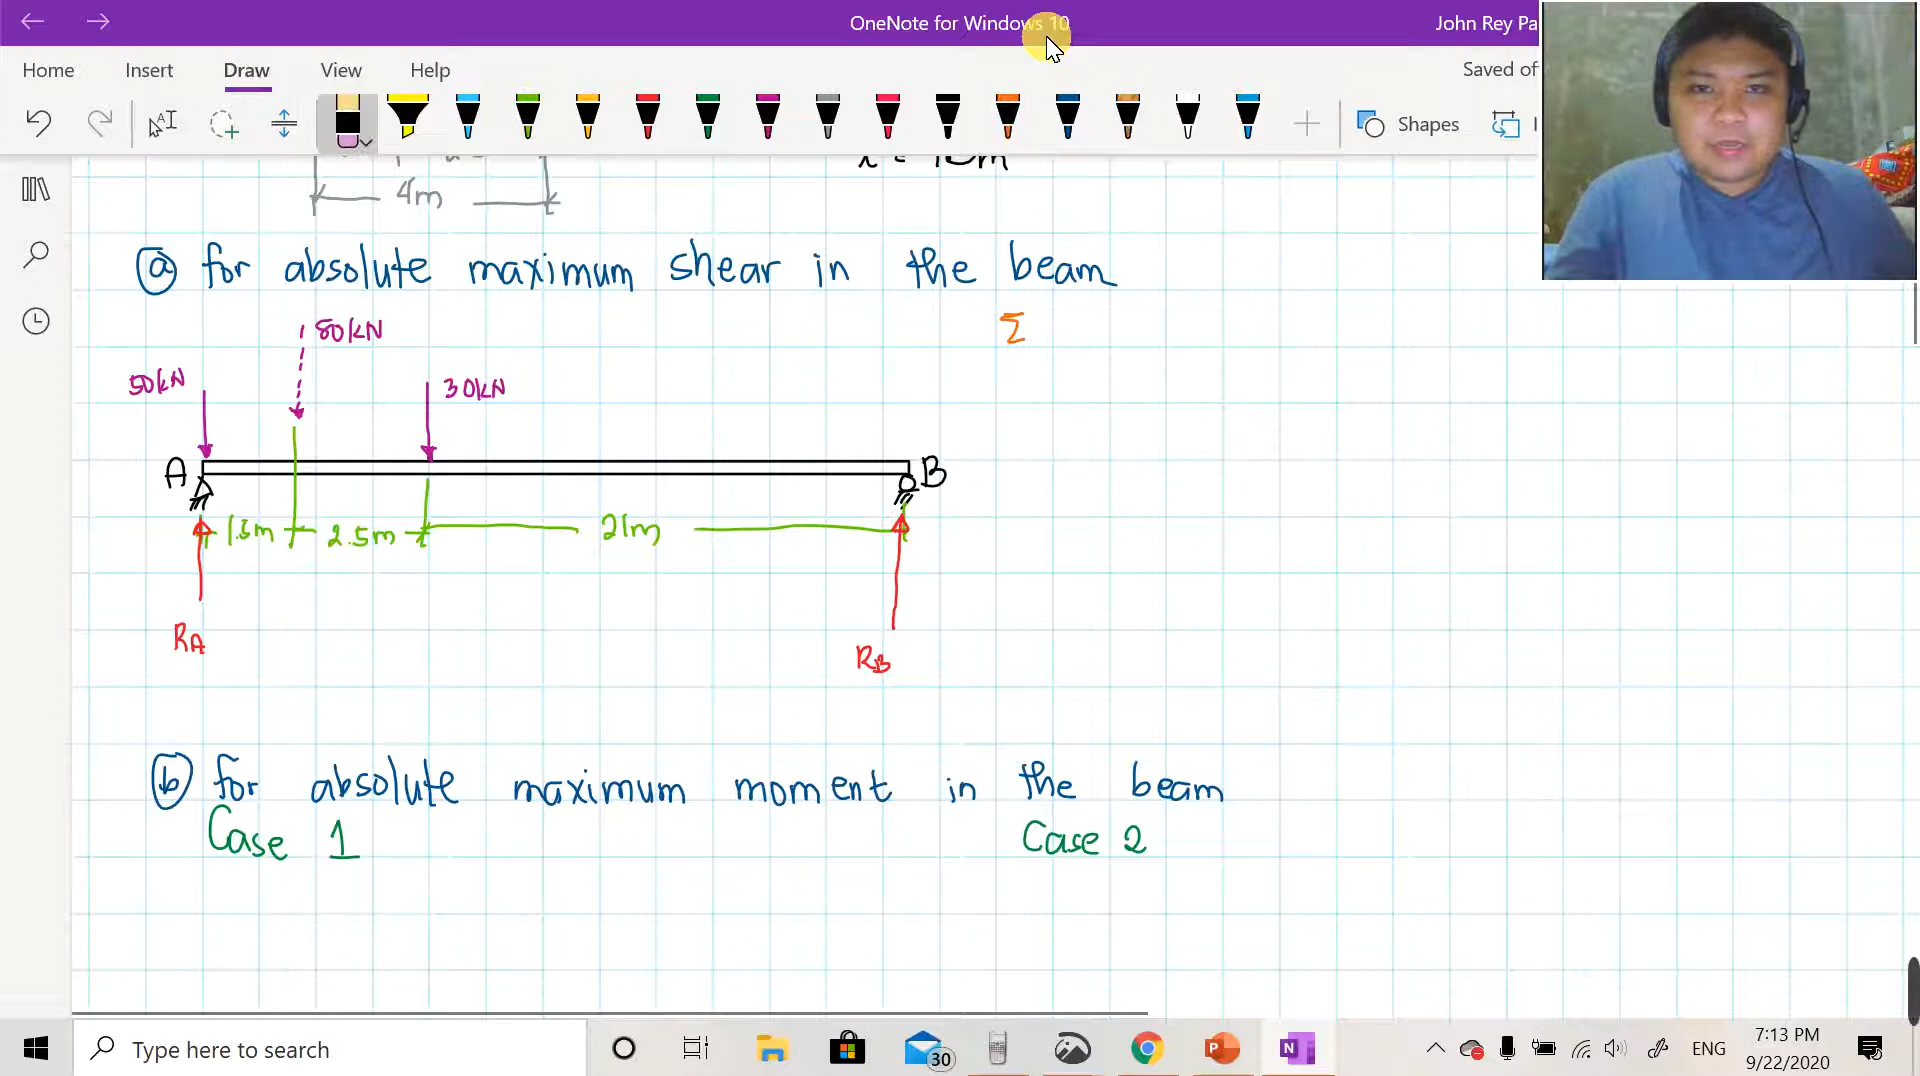 OneNote for Windows 10
John Rey Pa
Home Insert Draw View Help
Saved of
Shapes
4m
ⓐ for absolute maximum shear in the beam
Σ
80kN
50kN
30kN
A
B
1.5m 2.5m 21m
RA
RB
ⓑ for absolute maximum moment in the beam
Case 1
Case 2
Type here to search
30
ENG
7:13 PM
9/22/2020